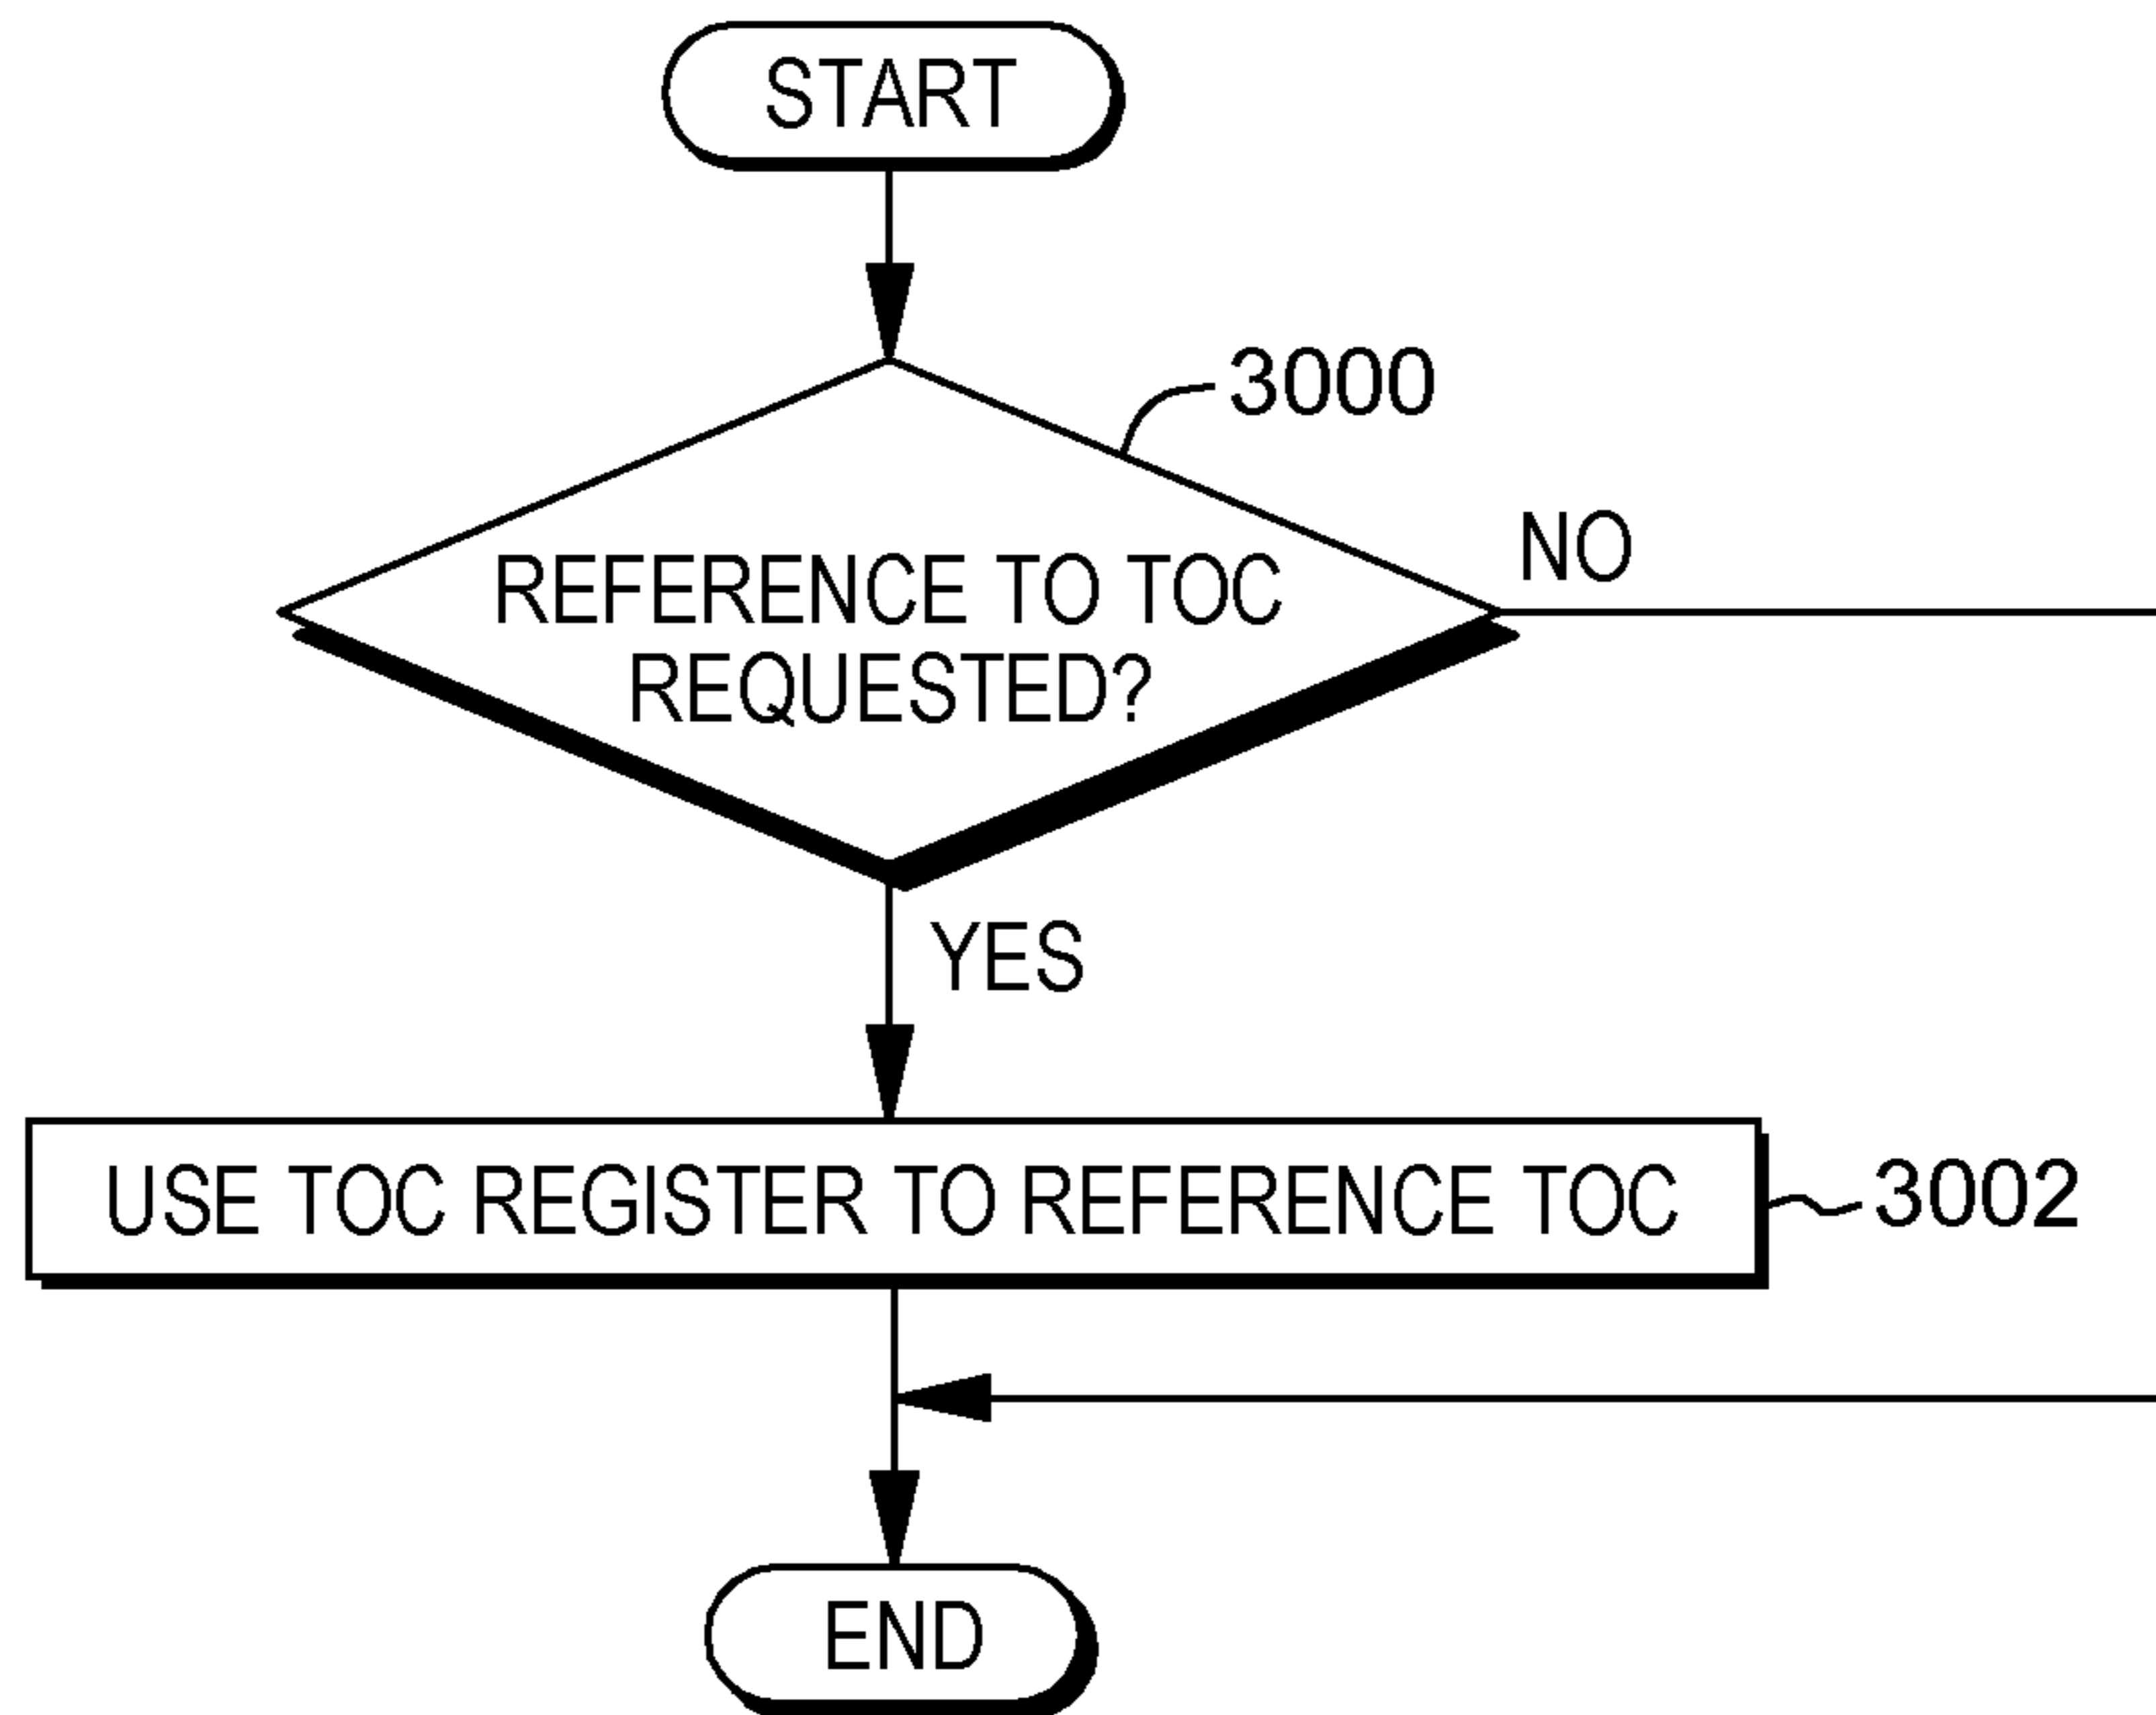 START
3000
NO
REFERENCE TO TOC
REQUESTED?
YES
USE TOC REGISTER TO REFERENCE TOC
3002
END